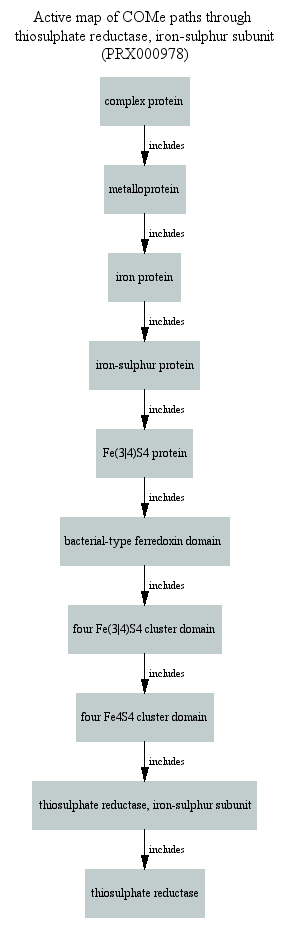 Active map of COMe paths through
thiosulphate reductase, iron-sulphur subunit
(PRX000978)
complex protein
includes
metalloprotein
includes
iron protein
includes
iron-sulphur protein
includes
Fe(3|4)S4 protein
includes
bacterial-type ferredoxin domain
includes
four Fe(3|4)S4 cluster domain
includes
four Fe4S4 cluster domain
includes
thiosulphate reductase, iron-sulphur subunit
includes
thiosulphate reductase